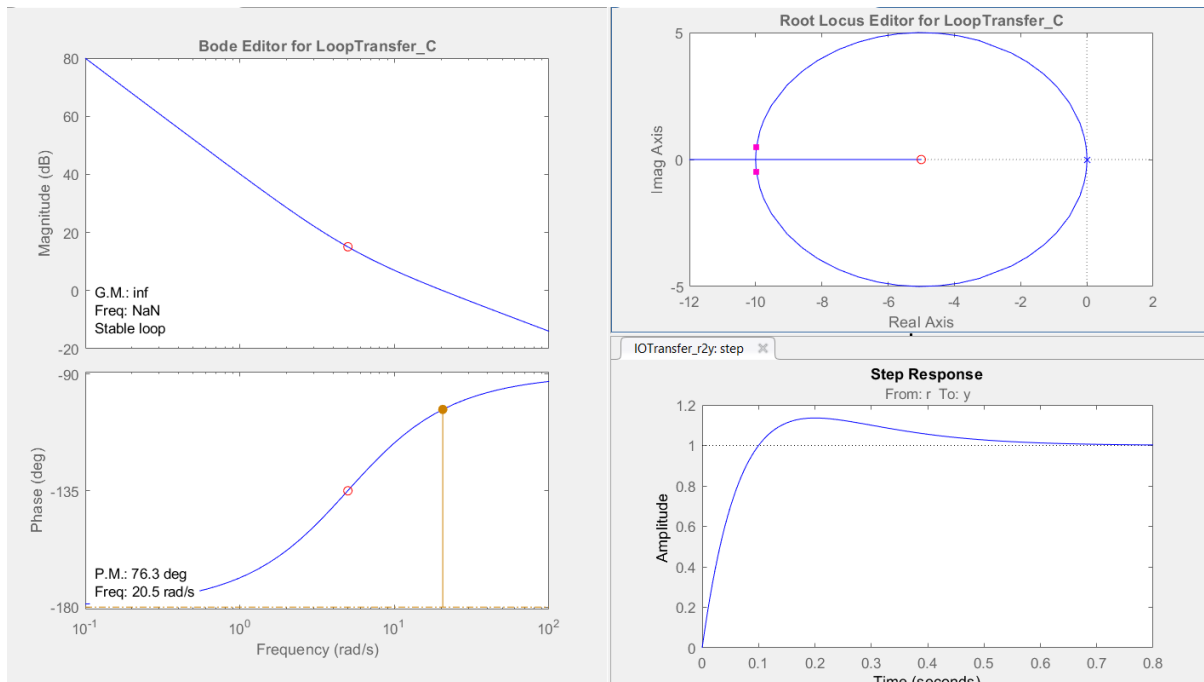 Bode Editor for LoopTransfer_C
80
60
40
20
0
-20
Magnitude (dB)
G.M.: inf
Freq: NaN
Stable loop
-90
-135
-180
Phase (deg)
P.M.: 76.3 deg
Freq: 20.5 rad/s
10^-1 10^0 10^1 10^2
Frequency (rad/s)
Root Locus Editor for LoopTransfer_C
5
0
-5
Imag Axis
-12 -10 -8 -6 -4 -2 0 2
Real Axis
IOTransfer_r2y: step
Step Response
From: r To: y
1.2
1
0.8
0.6
0.4
0.2
0
Amplitude
0 0.1 0.2 0.3 0.4 0.5 0.6 0.7 0.8
Time (seconds)